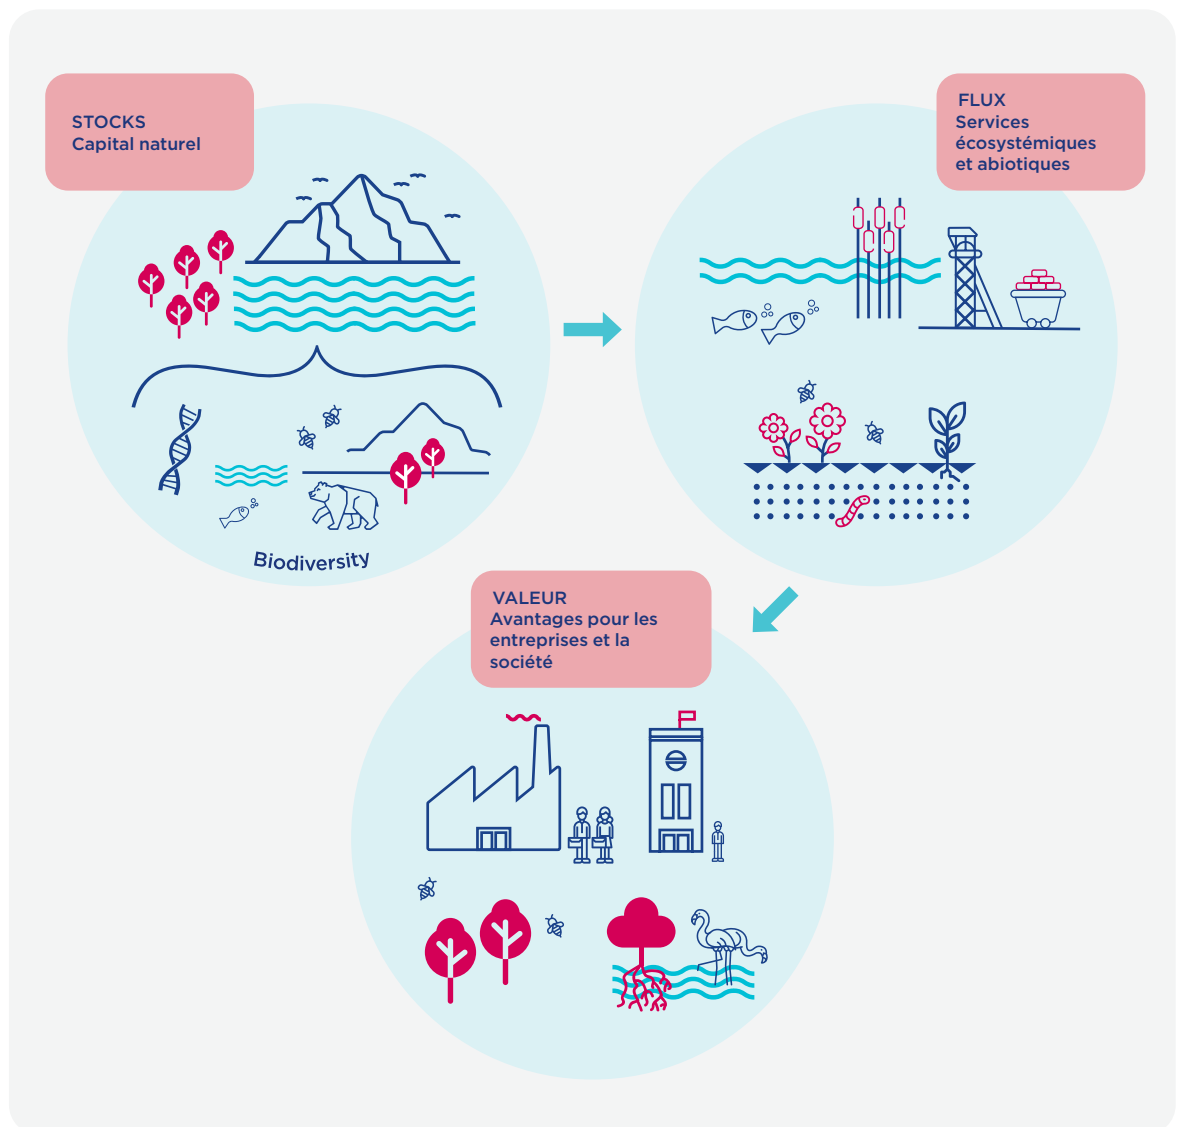 STOCKS
Capital naturel
FLUX
Services
écosystémiques
et abiotiques
Biodiversity
VALEUR
Avantages pour les
entreprises et la
société